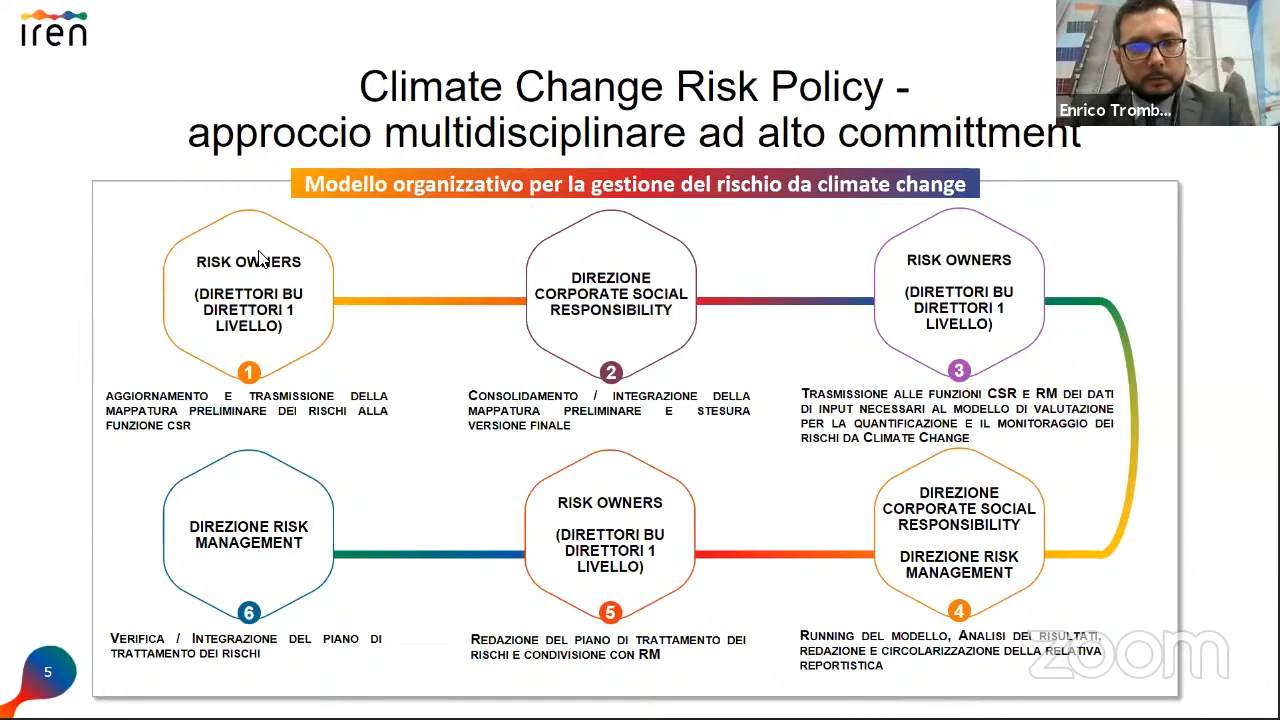 iren
Climate Change Risk Policy -
approccio multidisciplinare ad alto committment
Enrico Tromb...
Modello organizzativo per la gestione del rischio da climate change
RISK OWNERS
(DIRETTORI BU
DIRETTORI 1
LIVELLO)
1
AGGIORNAMENTO E TRASMISSIONE DELLA
MAPPATURA PRELIMINARE DEI RISCHI ALLA
FUNZIONE CSR
DIREZIONE
CORPORATE SOCIAL
RESPONSIBILITY
2
CONSOLIDAMENTO / INTEGRAZIONE DELLA
MAPPATURA PRELIMINARE E STESURA
VERSIONE FINALE
RISK OWNERS
(DIRETTORI BU
DIRETTORI 1
LIVELLO)
3
TRASMISSIONE ALLE FUNZIONI CSR E RM DEI DATI
DI INPUT NECESSARI AL MODELLO DI VALUTAZIONE
PER LA QUANTIFICAZIONE E IL MONITORAGGIO DEI
RISCHI DA CLIMATE CHANGE
DIREZIONE RISK
MANAGEMENT
6
VERIFICA / INTEGRAZIONE DEL PIANO DI
TRATTAMENTO DEI RISCHI
RISK OWNERS
(DIRETTORI BU
DIRETTORI 1
LIVELLO)
5
REDAZIONE DEL PIANO DI TRATTAMENTO DEI
RISCHI E CONDIVISIONE CON RM
DIREZIONE
CORPORATE SOCIAL
RESPONSIBILITY
DIREZIONE RISK
MANAGEMENT
4
RUNNING DEL MODELLO, ANALISI DEI RISULTATI,
REDAZIONE E CIRCOLARIZZAZIONE DELLA RELATIVA
REPORTISTICA
zoom
5